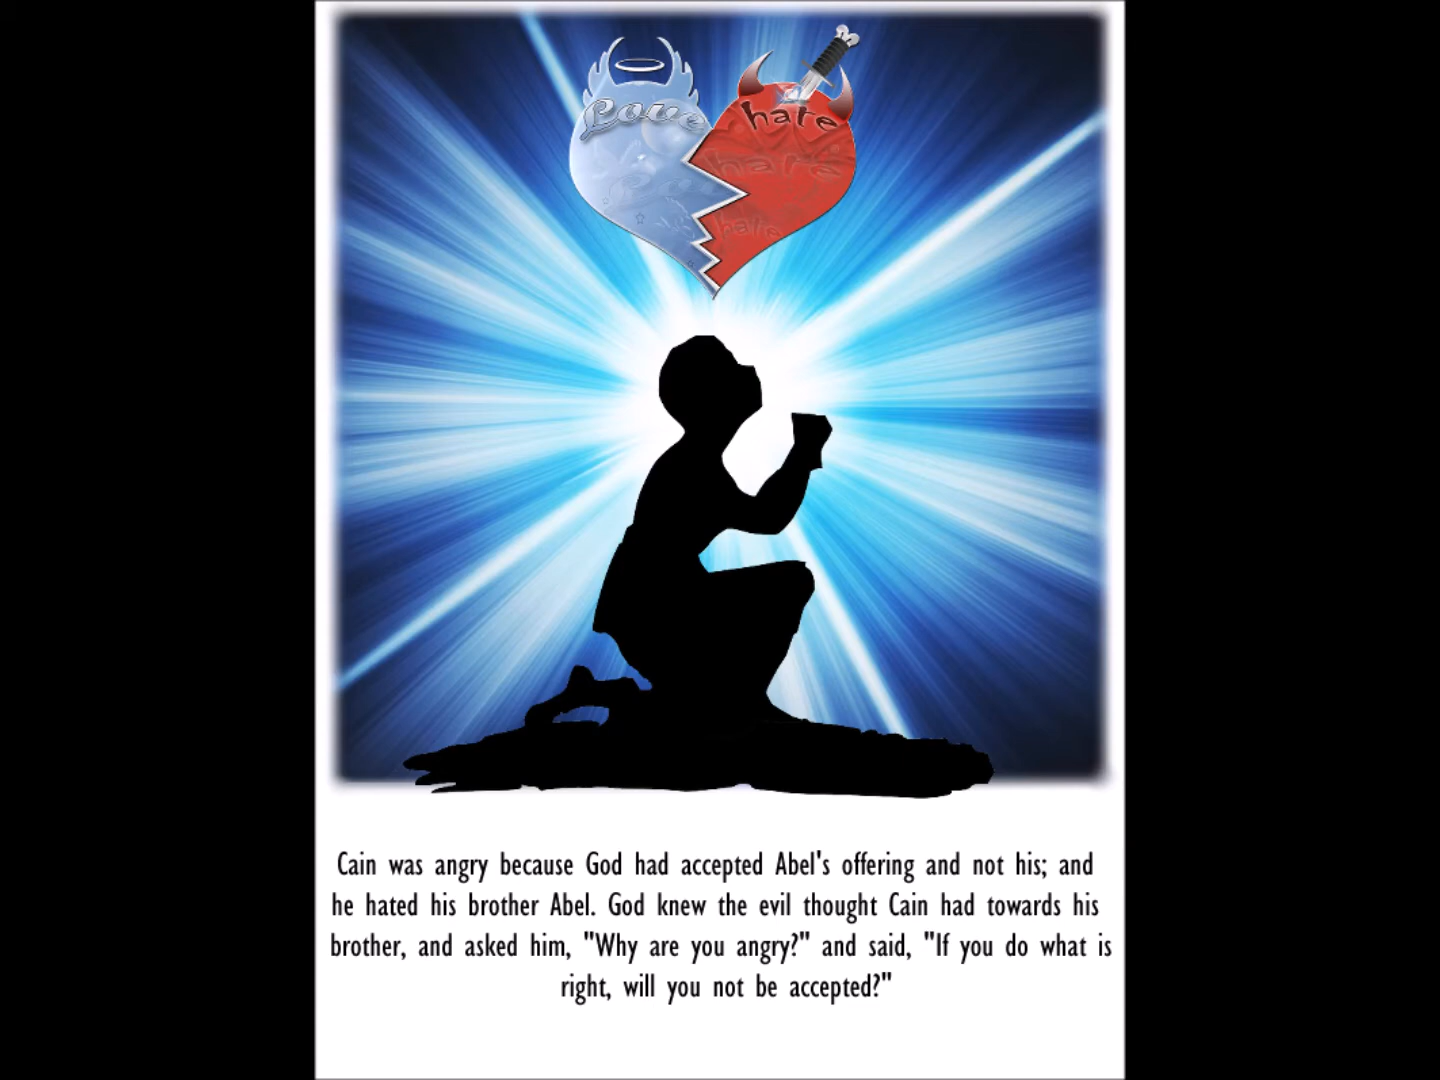 Love
hate
hate
hate
Cain was angry because God had accepted Abel's offering and not his; and
he hated his brother Abel. God knew the evil thought Cain had towards his
brother, and asked him, "Why are you angry?" and said, "If you do what is
right, will you not be accepted?"